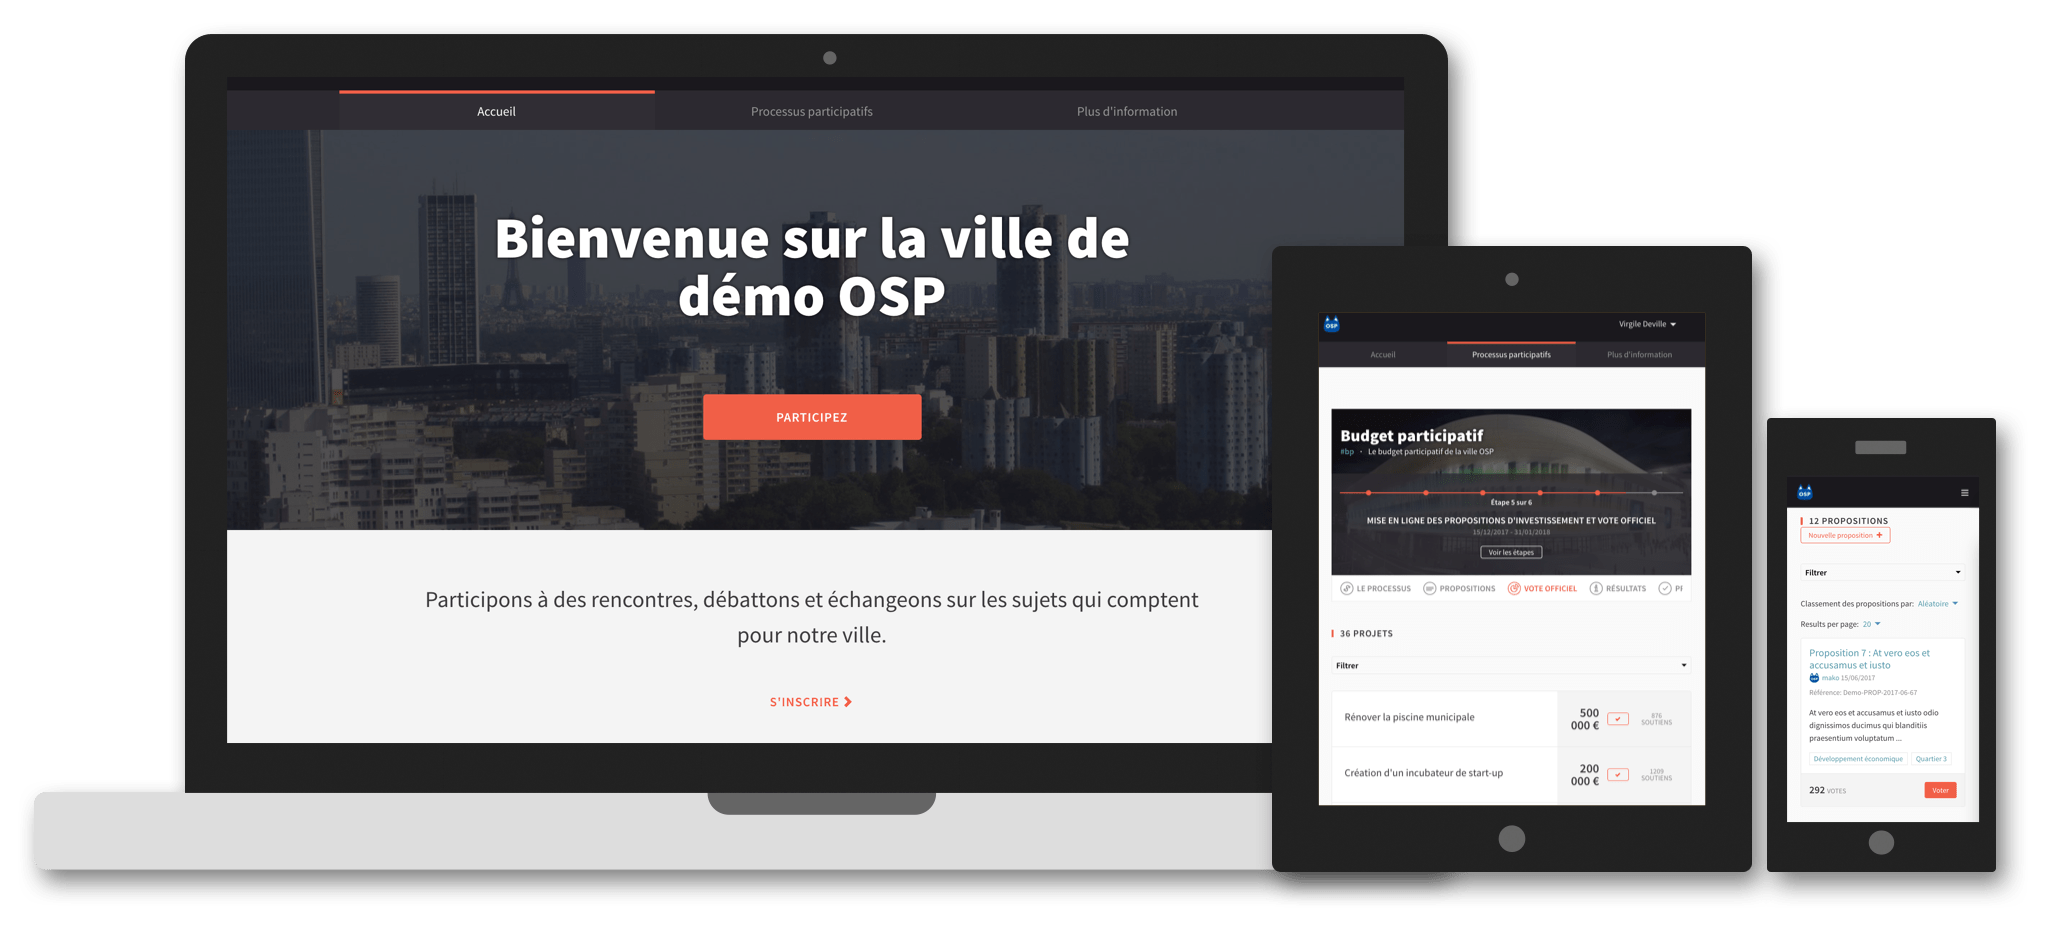 Accueil
Processus participatifs
Plus d'information
Bienvenue sur la ville de
démo OSP
PARTICIPEZ
Participons à des rencontres, débattons et échangeons sur les sujets qui comptent
pour notre ville.
S'INSCRIRE
OSP
Virgile Deville
Accueil
Processus participatifs
Plus d'information
Budget participatif
#bp • Le budget participatif de la ville OSP
Étape 5 sur 6
MISE EN LIGNE DES PROPOSITIONS D'INVESTISSEMENT ET VOTE OFFICIEL
15/12/2017 - 31/01/2018
Voir les étapes
LE PROCESSUS
PROPOSITIONS
VOTE OFFICIEL
RÉSULTATS
PI
36 PROJETS
Filtrer
Rénover la piscine municipale
500
000 €
876
SOUTIENS
Création d'un incubateur de start-up
200
000 €
1209
SOUTIENS
OSP
12 PROPOSITIONS
Nouvelle proposition +
Filtrer
Classement des propositions par: Aléatoire
Results per page: 20
Proposition 7 : At vero eos et
accusamus et iusto
mako 15/06/2017
Référence: Demo-PROP-2017-06-67
At vero eos et accusamus et iusto odio
dignissimos ducimus qui blanditiis
praesentium voluptatum ...
Développement économique
Quartier 3
292 VOTES
Voter